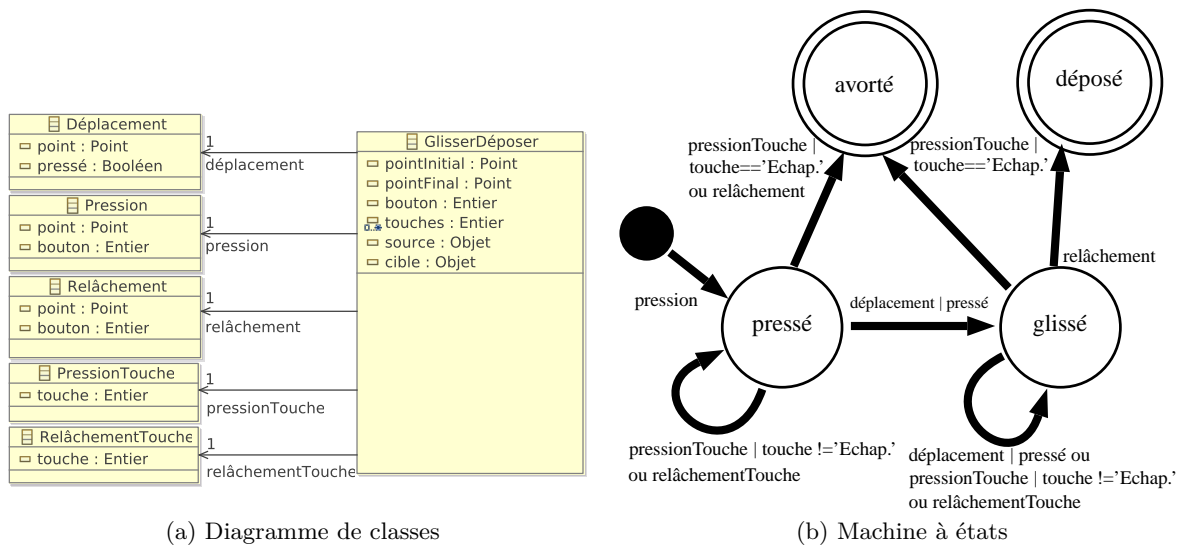 Déplacement
point : Point
pressé : Booléen
1
déplacement
Pression
point : Point
bouton : Entier
1
pression
Relâchement
point : Point
bouton : Entier
1
relâchement
PressionTouche
touche : Entier
1
pressionTouche
RelâchementTouche
touche : Entier
1
relâchementTouche
GlisserDéposer
pointInitial : Point
pointFinal : Point
bouton : Entier
touches : Entier
0..*
source : Objet
cible : Objet
(a) Diagramme de classes
avorté
déposé
pressionTouche |
touche=='Echap.'
ou relâchement
pressionTouche |
touche=='Echap.'
relâchement
pression
pressé
déplacement | pressé
glissé
pressionTouche | touche !='Echap.'
ou relâchementTouche
déplacement | pressé ou
pressionTouche | touche !='Echap.'
ou relâchementTouche
(b) Machine à états